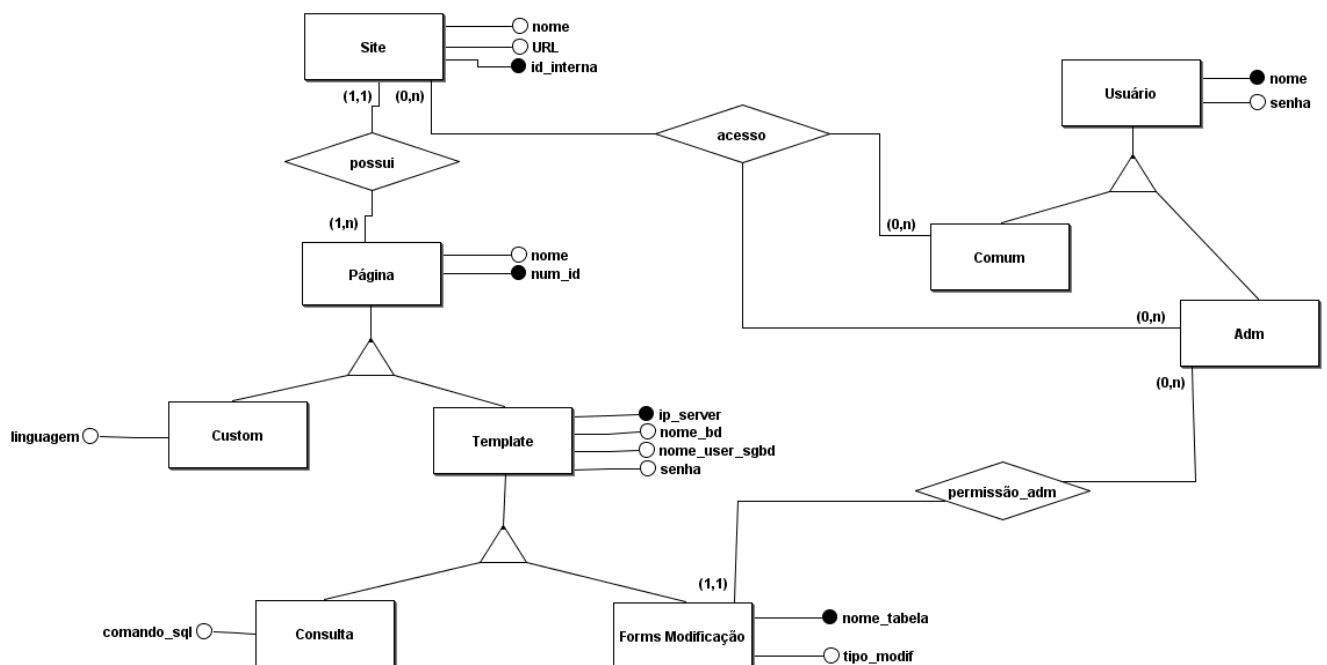 nome
Site
URL
id_interna
(1,1)
(0,n)
Usuário
nome
senha
acesso
possui
(1,n)
(0,n)
Comum
nome
Página
num_id
(0,n)
Adm
(0,n)
linguagem
Custom
Template
ip_server
nome_bd
nome_user_sgbd
senha
permissão_adm
(1,1)
comando_sql
Consulta
Forms Modificação
nome_tabela
tipo_modif